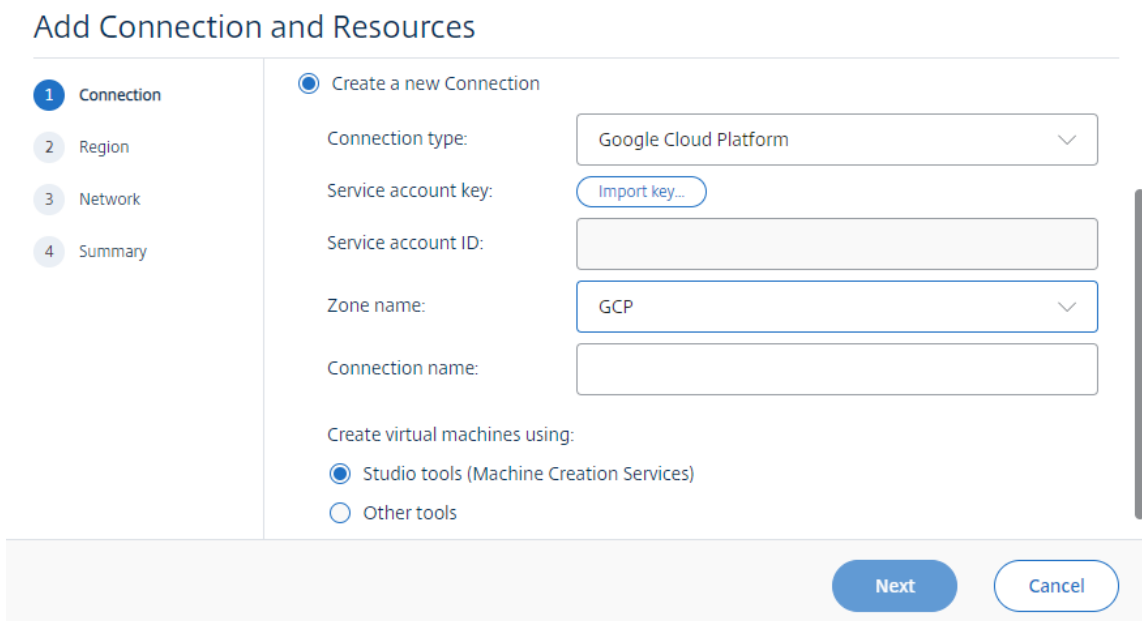 Add Connection and Resources
1 Connection
2 Region
3 Network
4 Summary
Create a new Connection
Connection type: Google Cloud Platform
Service account key: Import key...
Service account ID:
Zone name: GCP
Connection name:
Create virtual machines using:
Studio tools (Machine Creation Services)
Other tools
Next Cancel